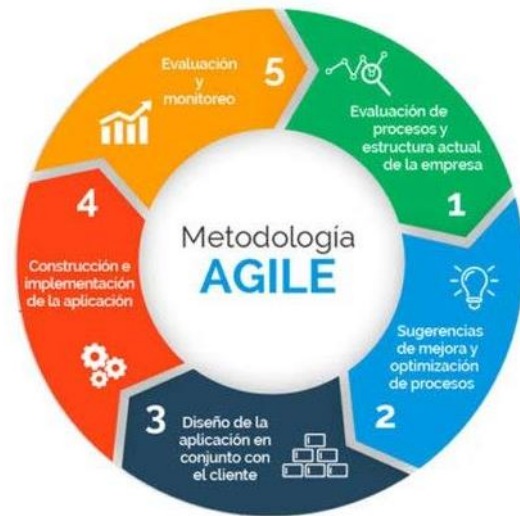 Metodología
AGILE
Evaluación de
procesos y
estructura actual
de la empresa
1
Sugerencias
de mejora y
optimización
de procesos
2
3
Diseño de la
aplicación en
conjunto con
el cliente
4
Construcción e
implementación
de la aplicación
5
Evaluación
y
monitoreo